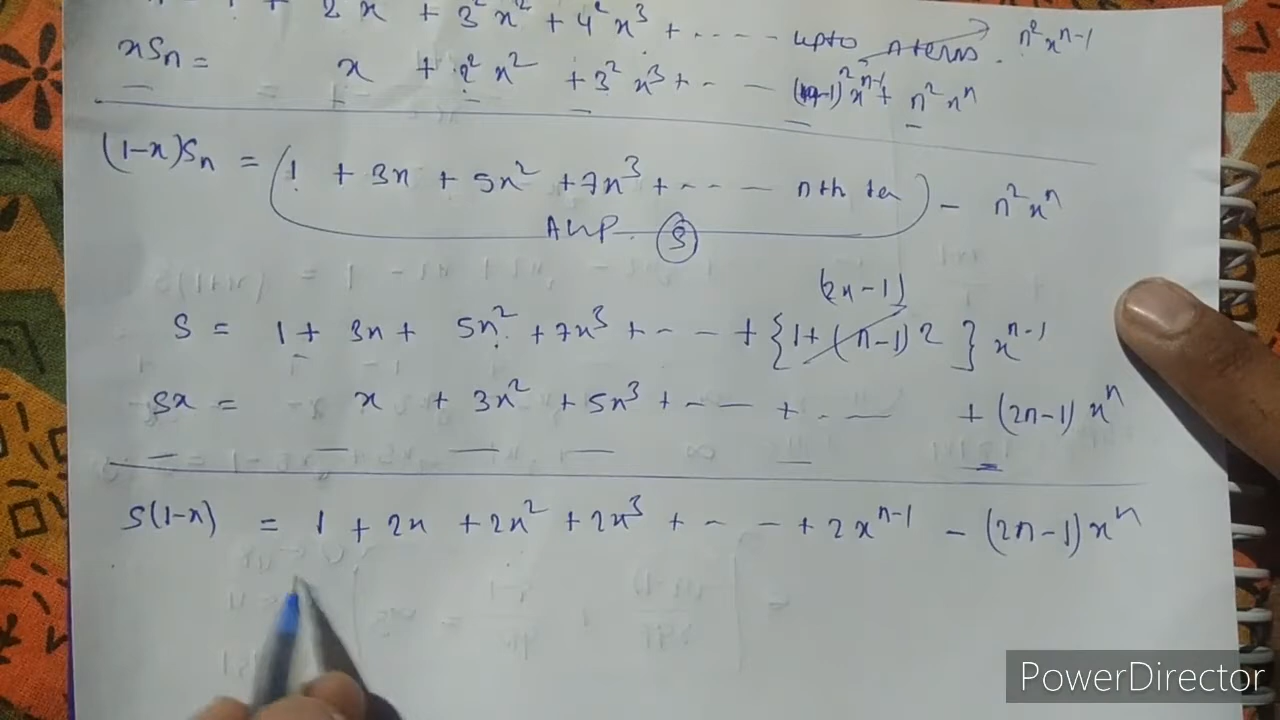 2x + 3²x² + 4²x³ + ---- upto n terms. n²xⁿ⁻¹
xSₙ = x + 2²x² + 3²x³ + -- — (n-1)²xⁿ⁻¹ + n²xⁿ
(1-x)Sₙ = (1 + 3x + 5x² + 7x³ + --- — nth te) — n²xⁿ
AGP. S
(2n-1)
S = 1 + 3x + 5x² + 7x³ + -- — + {1+(n-1)2} xⁿ⁻¹
Sx = x + 3x² + 5x³ + -- — + -- — + (2n-1)xⁿ
S(1-x) = 1 + 2x + 2x² + 2x³ + - — + 2xⁿ⁻¹ — (2n-1)xⁿ
PowerDirector